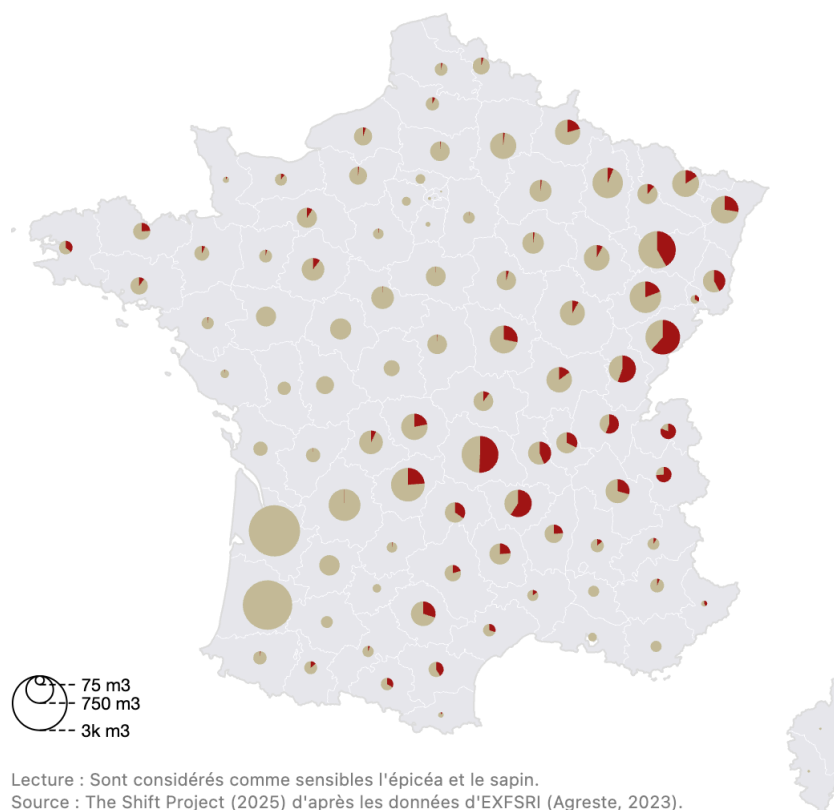 75 m3
750 m3
3k m3
Lecture : Sont considérés comme sensibles l'épicéa et le sapin.
Source : The Shift Project (2025) d'après les données d'EXFSRI (Agreste, 2023).